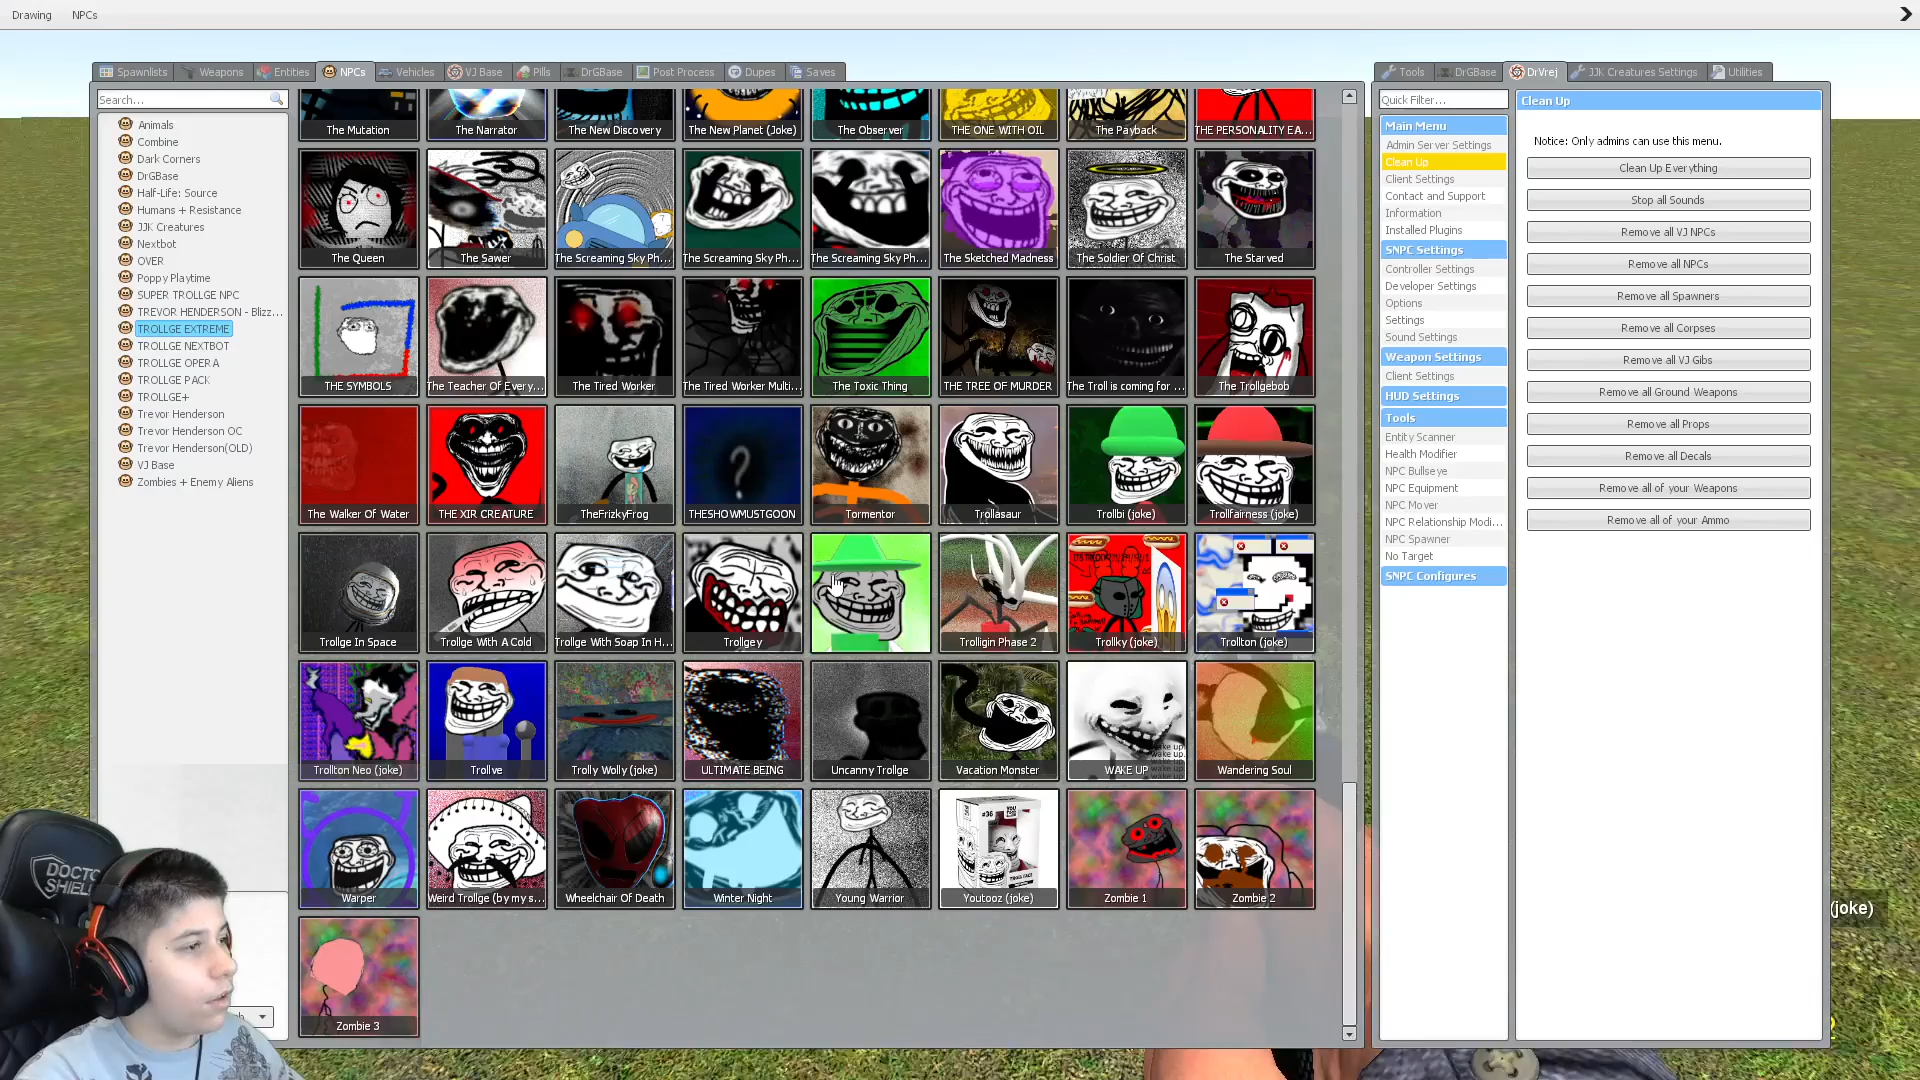 Drawing NPCs
Spawnlists Weapons Entities NPCs Vehicles VJ Base Pills DrGBase Post Process Dupes Saves
Tools DrGBase DrVrej JJK Creatures Settings Utilities
Search...
Animals
Combine
Dark Corners
DrGBase
Half-Life: Source
Humans + Resistance
JJK Creatures
Nextbot
OVER
Poppy Playtime
SUPER TROLLGE NPC
TREVOR HENDERSON - Blizz...
TROLLGE EXTREME
TROLLGE NEXTBOT
TROLLGE OPERA
TROLLGE PACK
TROLLGE+
Trevor Henderson
Trevor Henderson OC
Trevor Henderson(OLD)
VJ Base
Zombies + Enemy Aliens
The Mutation The Narrator The New Discovery The New Planet (Joke) The Observer THE ONE WITH OIL The Payback THE PERSONALITY EA...
The Queen The Sawer The Screaming Sky Ph... The Screaming Sky Ph... The Screaming Sky Ph... The Sketched Madness The Soldier Of Christ The Starved
THE SYMBOLS The Teacher Of Every... The Tired Worker The Tired Worker Multi... The Toxic Thing THE TREE OF MURDER The Troll is coming for ... The Trollgebob
The Walker Of Water THE XIR CREATURE TheFrizkyFrog THESHOWMUSTGOON Tormentor Trollasaur Trollbi (joke) Trollfairness (joke)
Trollge In Space Trollge With A Cold Trollge With Soap In H... Trollgey Trolligin Phase 2 Trollky (joke) Trollton (joke)
Trollton Neo (joke) Trollve Trolly Wolly (joke) ULTIMATE BEING Uncanny Trollge Vacation Monster WAKE UP Wandering Soul
wake up.
wake up.
wake up.
Warper Weird Trollge (by my s... Wheelchair Of Death Winter Night Young Warrior Youtooz (joke) Zombie 1 Zombie 2
#36
YOU
Zombie 3
Quick Filter...
Main Menu
Admin Server Settings
Clean Up
Client Settings
Contact and Support
Information
Installed Plugins
SNPC Settings
Controller Settings
Developer Settings
Options
Settings
Sound Settings
Weapon Settings
Client Settings
HUD Settings
Tools
Entity Scanner
Health Modifier
NPC Bullseye
NPC Equipment
NPC Mover
NPC Relationship Modi...
NPC Spawner
No Target
SNPC Configures
Clean Up
Notice: Only admins can use this menu.
Clean Up Everything
Stop all Sounds
Remove all VJ NPCs
Remove all NPCs
Remove all Spawners
Remove all Corpses
Remove all VJ Gibs
Remove all Ground Weapons
Remove all Props
Remove all Decals
Remove all of your Weapons
Remove all of your Ammo
(joke)
DOCTO
SHIEL